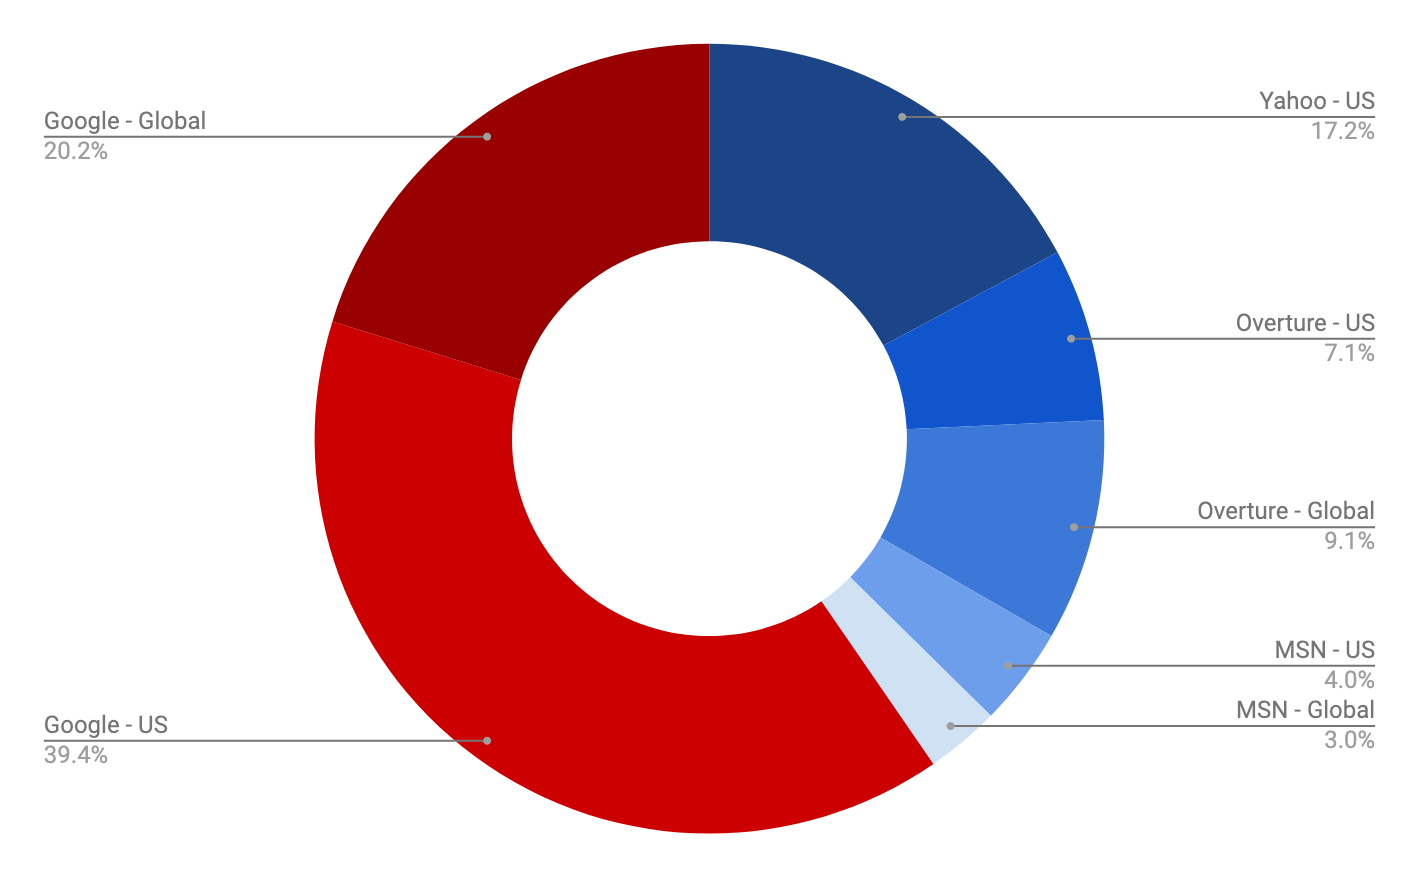 Google - Global
20.2%
Yahoo - US
17.2%
Overture - US
7.1%
Overture - Global
9.1%
MSN - US
4.0%
MSN - Global
3.0%
Google - US
39.4%